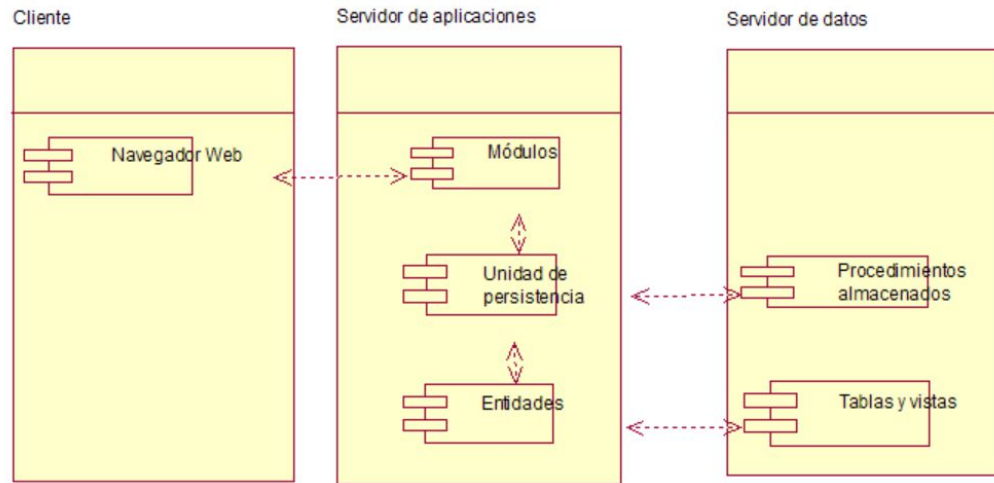 Cliente
Servidor de aplicaciones
Servidor de datos
Navegador Web
Módulos
Unidad de
persistencia
Procedimientos
almacenados
Entidades
Tablas y vistas